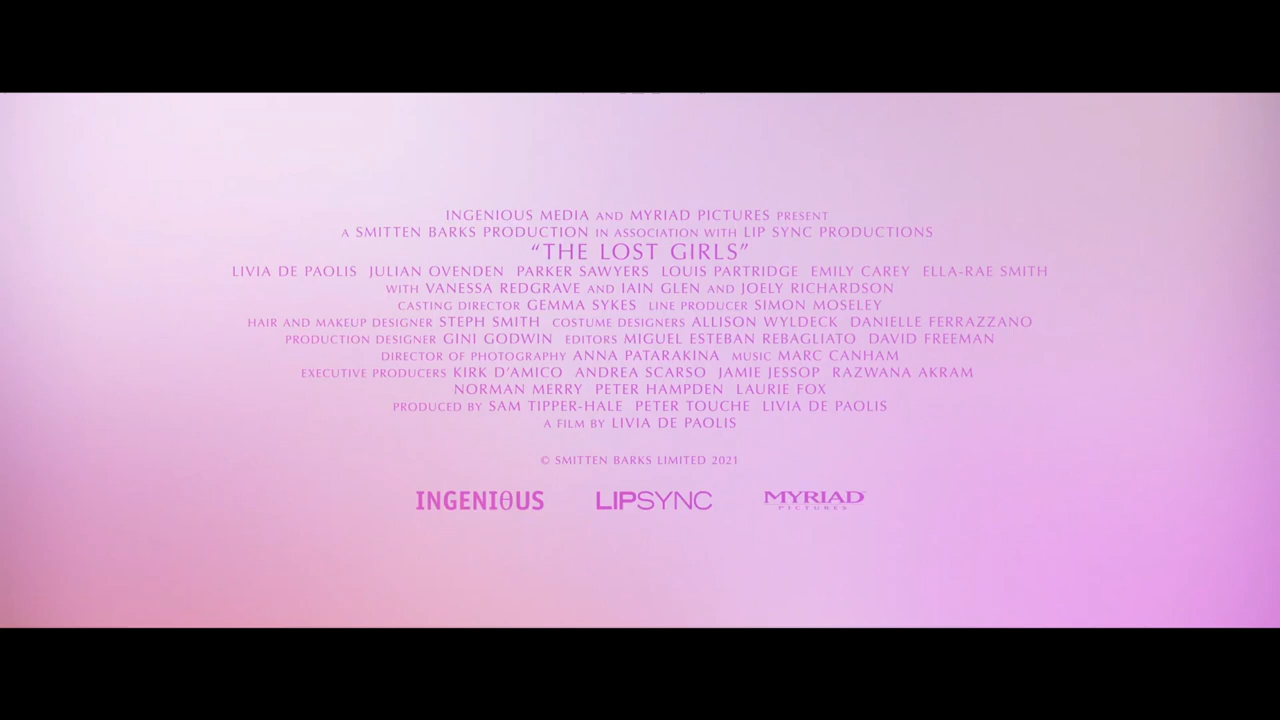 INGENIOUS MEDIA AND MYRIAD PICTURES PRESENT
A SMITTEN BARKS PRODUCTION IN ASSOCIATION WITH LIP SYNC PRODUCTIONS
“THE LOST GIRLS”
LIVIA DE PAOLIS JULIAN OVENDEN PARKER SAWYERS LOUIS PARTRIDGE EMILY CAREY ELLA-RAE SMITH
WITH VANESSA REDGRAVE AND IAIN GLEN AND JOELY RICHARDSON
CASTING DIRECTOR GEMMA SYKES LINE PRODUCER SIMON MOSELEY
HAIR AND MAKEUP DESIGNER STEPH SMITH COSTUME DESIGNERS ALLISON WYLDECK DANIELLE FERRAZZANO
PRODUCTION DESIGNER GINI GODWIN EDITORS MIGUEL ESTEBAN REBAGLIATO DAVID FREEMAN
DIRECTOR OF PHOTOGRAPHY ANNA PATARAKINA MUSIC MARC CANHAM
EXECUTIVE PRODUCERS KIRK D’AMICO ANDREA SCARSO JAMIE JESSOP RAZWANA AKRAM
NORMAN MERRY PETER HAMPDEN LAURIE FOX
PRODUCED BY SAM TIPPER-HALE PETER TOUCHE LIVIA DE PAOLIS
A FILM BY LIVIA DE PAOLIS
© SMITTEN BARKS LIMITED 2021
INGENIθUS LIPSYNC MYRIAD
PICTURES